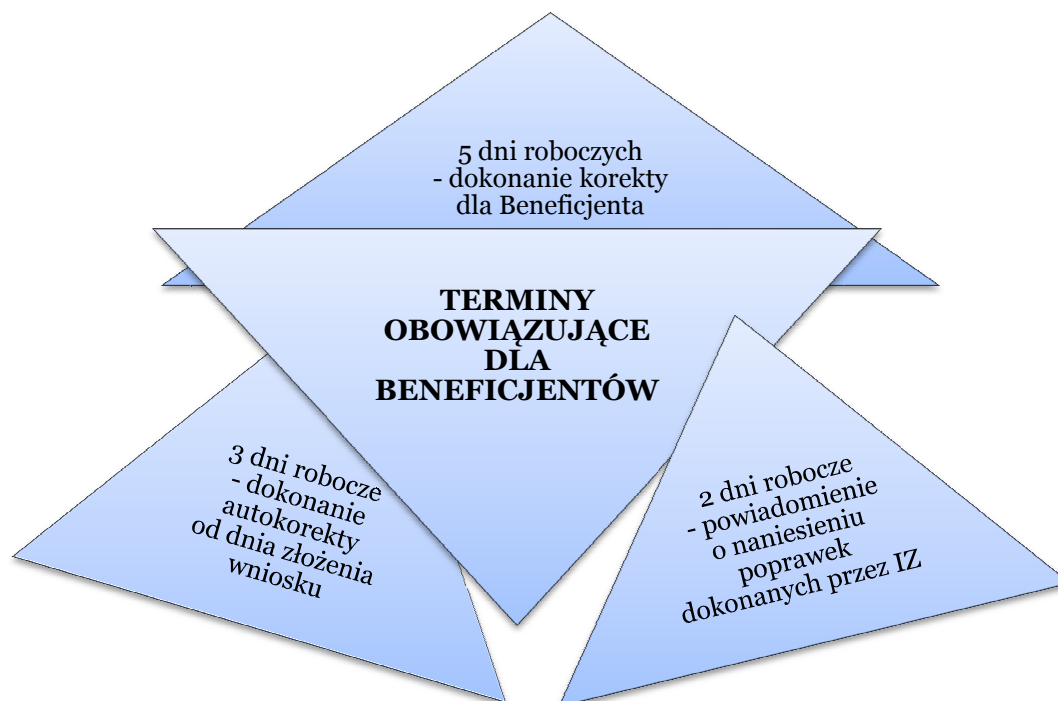 5 dni roboczych
- dokonanie korekty
dla Beneficjenta
TERMINY
OBOWIĄZUJĄCE
DLA
BENEFICJENTÓW
3 dni robocze
- dokonanie
autokorekty
od dnia złożenia
wniosku
2 dni robocze
- powiadomienie
o naniesieniu
poprawek
dokonanych przez IZ